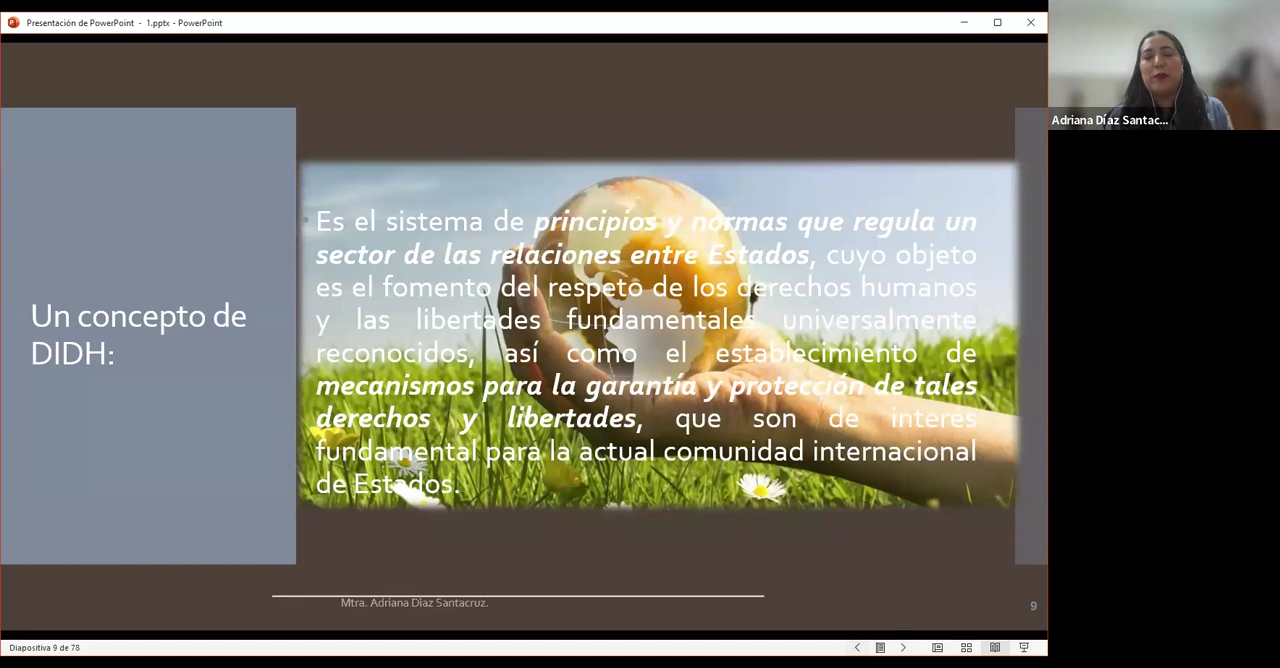 Presentación de PowerPoint - 1.pptx - PowerPoint
Adriana Díaz Santac...
Un concepto de
DIDH:
Es el sistema de principios y normas que regula un
sector de las relaciones entre Estados, cuyo objeto
es el fomento del respeto de los derechos humanos
y las libertades fundamentales universalmente
reconocidos, así como el establecimiento de
mecanismos para la garantía y protección de tales
derechos y libertades, que son de interés
fundamental para la actual comunidad internacional
de Estados.
Mtra. Adriana Díaz Santacruz.
9
Diapositiva 9 de 78